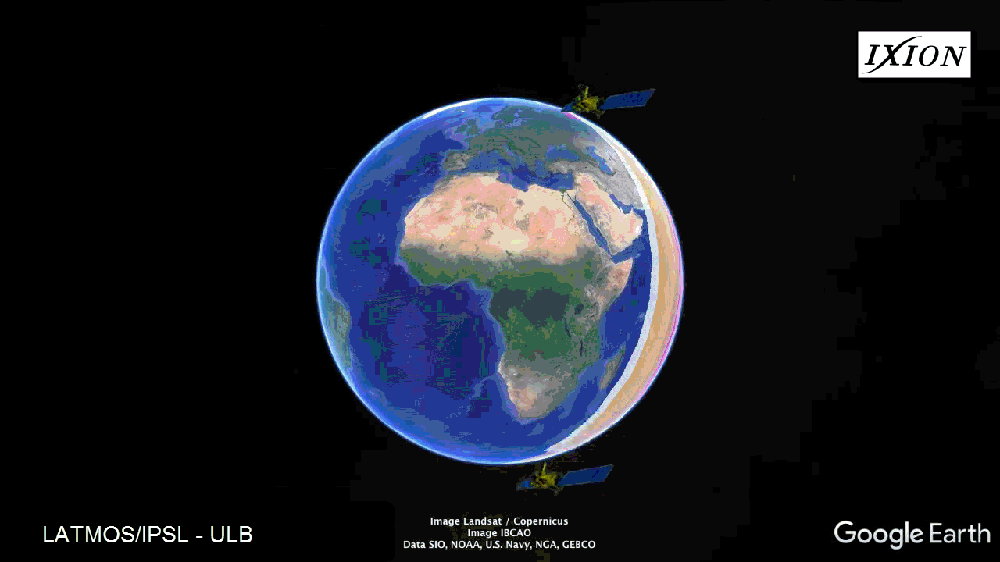 IXION
LATMOS/IPSL - ULB
Image Landsat / Copernicus
Image IBCAO
Data SIO, NOAA, U.S. Navy, NGA, GEBCO
Google Earth